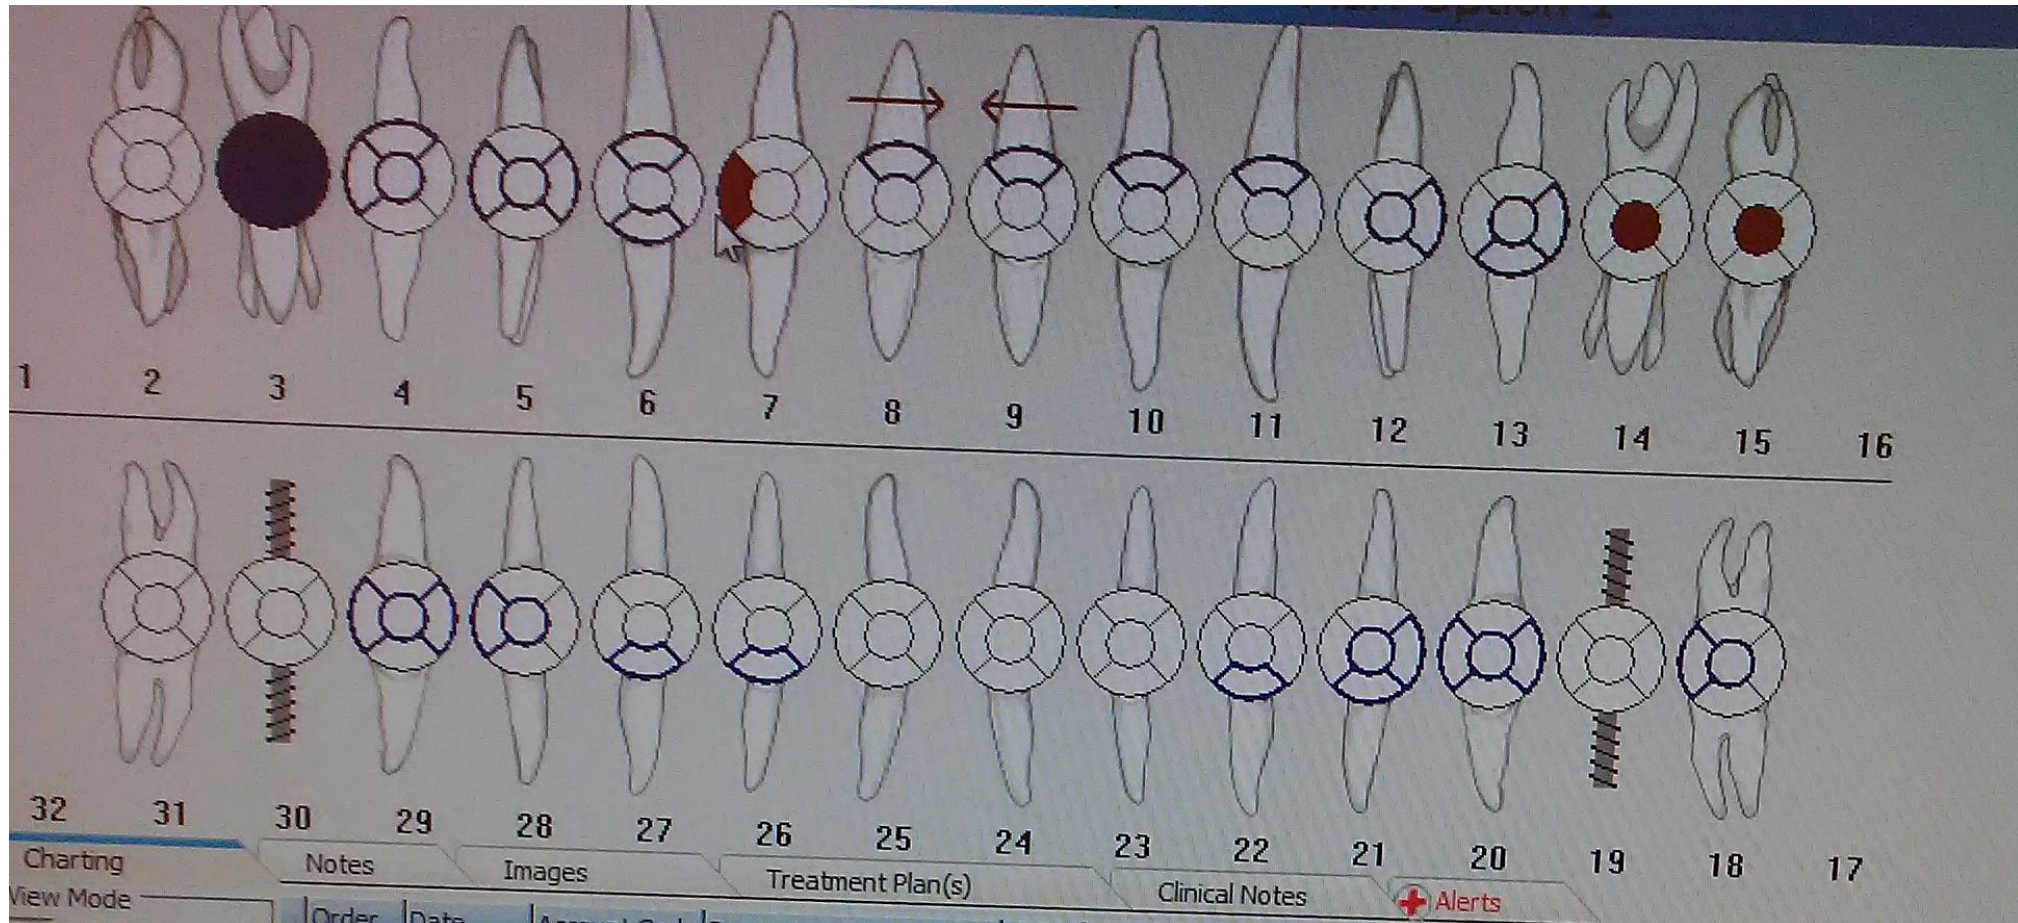 1 2 3 4 5 6 7 8 9 10 11 12 13 14 15 16
32 31 30 29 28 27 26 25 24 23 22 21 20 19 18 17
Charting Notes Images Treatment Plan(s) Clinical Notes Alerts
View Mode
Order Date